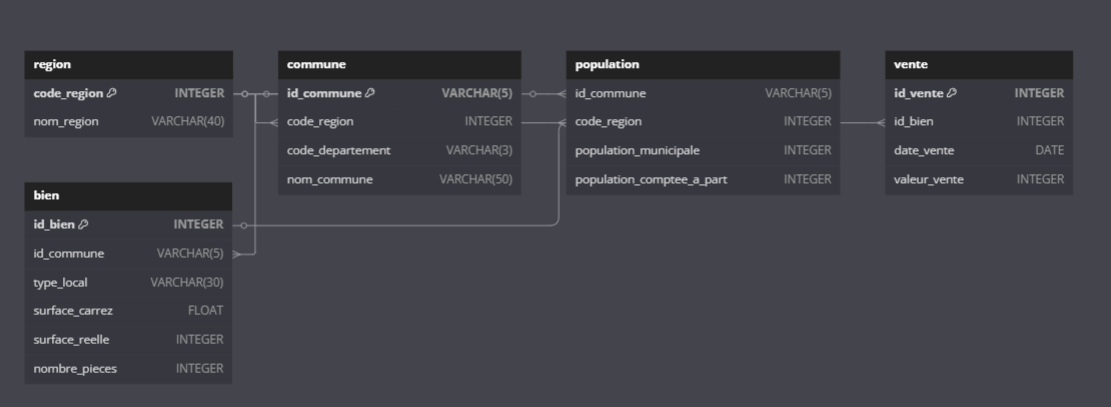 region
code_region INTEGER
nom_region VARCHAR(40)
commune
id_commune VARCHAR(5)
code_region INTEGER
code_departement VARCHAR(3)
nom_commune VARCHAR(50)
population
id_commune VARCHAR(5)
code_region INTEGER
population_municipale INTEGER
population_comptee_a_part INTEGER
vente
id_vente INTEGER
id_bien INTEGER
date_vente DATE
valeur_vente INTEGER
bien
id_bien INTEGER
id_commune VARCHAR(5)
type_local VARCHAR(30)
surface_carrez FLOAT
surface_reelle INTEGER
nombre_pieces INTEGER